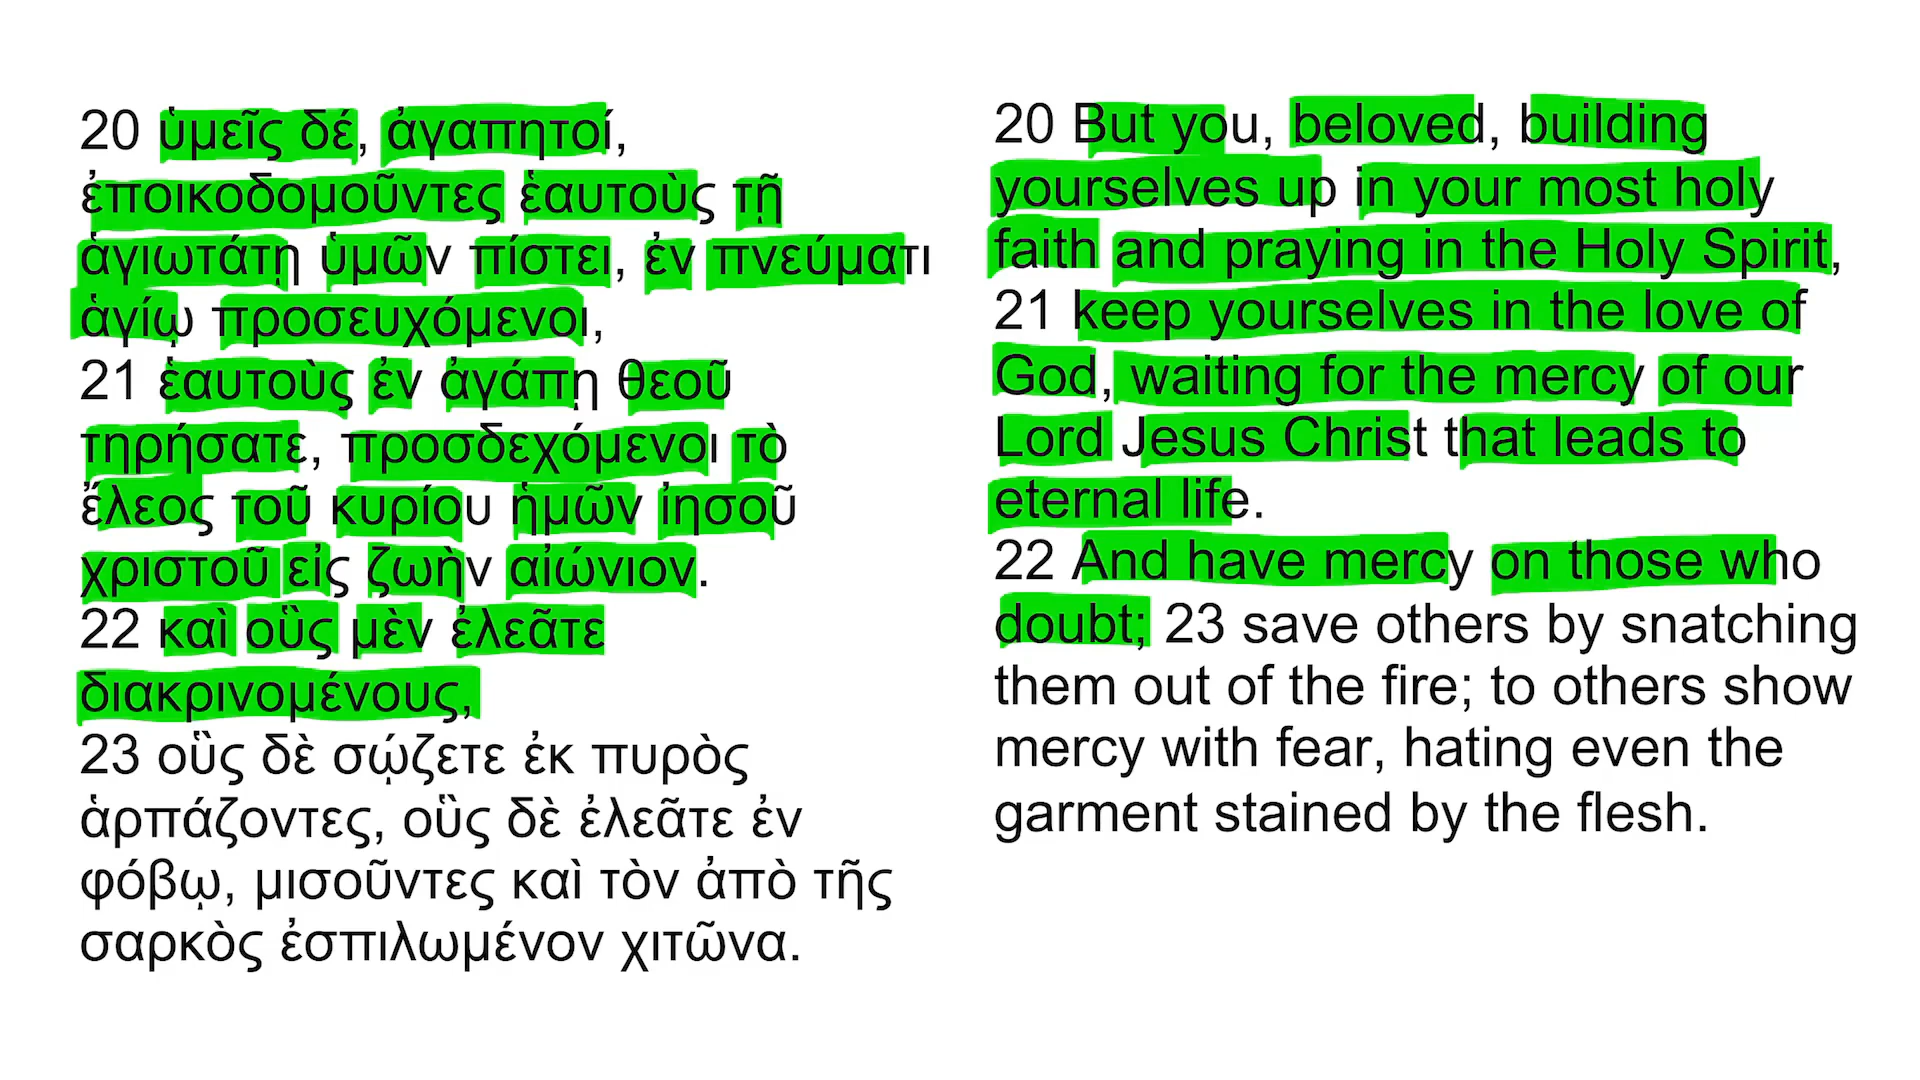 20 ὑμεῖς δέ, ἀγαπητοί,
ἐποικοδομοῦντες ἑαυτοὺς τῇ
ἁγιωτάτῃ ὑμῶν πίστει, ἐν πνεύματι
ἁγίῳ προσευχόμενοι,
21 ἑαυτοὺς ἐν ἀγάπῃ θεοῦ
τηρήσατε, προσδεχόμενοι τὸ
ἔλεος τοῦ κυρίου ἡμῶν ἰησοῦ
χριστοῦ εἰς ζωὴν αἰώνιον.
22 καὶ οὓς μὲν ἐλεᾶτε
διακρινομένους,
23 οὓς δὲ σῴζετε ἐκ πυρὸς
ἁρπάζοντες, οὓς δὲ ἐλεᾶτε ἐν
φόβῳ, μισοῦντες καὶ τὸν ἀπὸ τῆς
σαρκὸς ἐσπιλωμένον χιτῶνα.
20 But you, beloved, building
yourselves up in your most holy
faith and praying in the Holy Spirit,
21 keep yourselves in the love of
God, waiting for the mercy of our
Lord Jesus Christ that leads to
eternal life.
22 And have mercy on those who
doubt; 23 save others by snatching
them out of the fire; to others show
mercy with fear, hating even the
garment stained by the flesh.